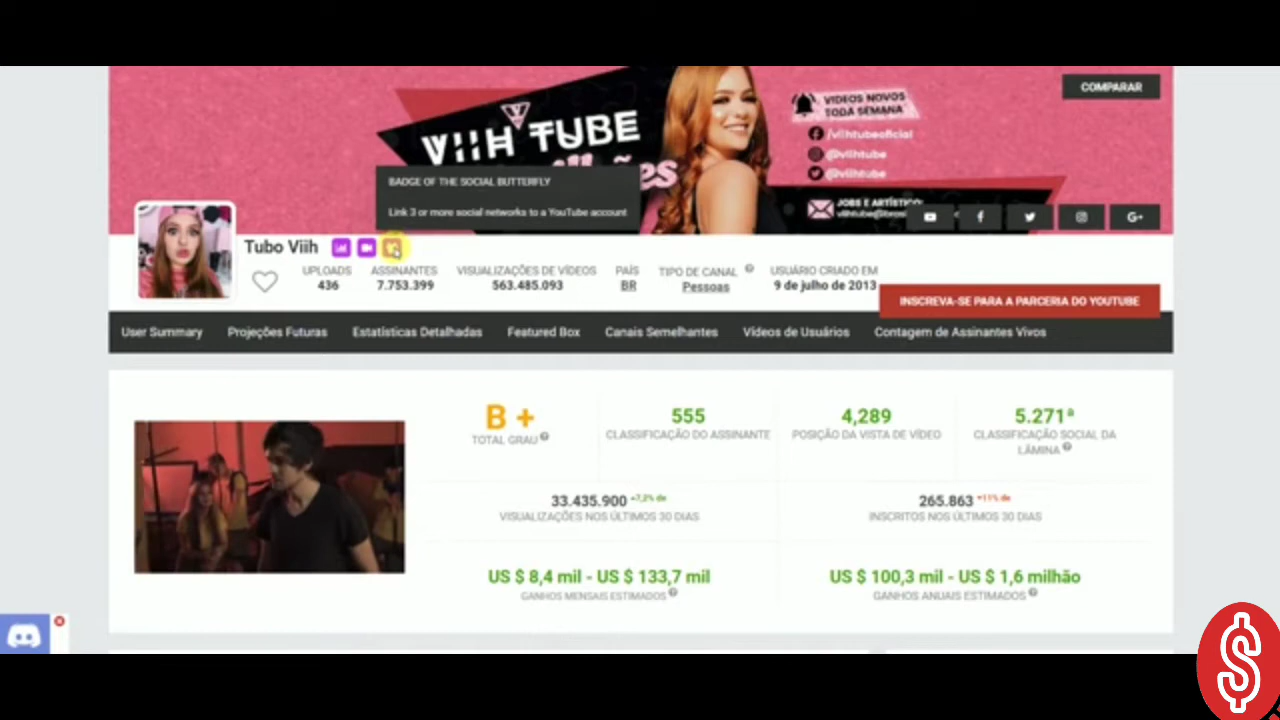 COMPARAR
VIIH TUBE
VIDEOS NOVOS
TODA SEMANA
/viihtubeoficial
@viihtube
@viihtube
JOBS E ARTÍSTICO:
BADGE OF THE SOCIAL BUTTERFLY
Link 3 or more social networks to a YouTube account
Tubo Viih
UPLOADS ASSINANTES VISUALIZAÇÕES DE VÍDEOS PAÍS TIPO DE CANAL USUÁRIO CRIADO EM
436 7.753.399 563.485.093 BR Pessoas 9 de julho de 2013
INSCREVA-SE PARA A PARCERIA DO YOUTUBE
User Summary Projeções Futuras Estatísticas Detalhadas Featured Box Canais Semelhantes Vídeos de Usuários Contagem de Assinantes Vivos
B + 555 4,289 5.271ª
TOTAL GRAU CLASSIFICAÇÃO DO ASSINANTE POSIÇÃO DA VISTA DE VÍDEO CLASSIFICAÇÃO SOCIAL DA
LÂMINA
33.435.900 265.863
VISUALIZAÇÕES NOS ÚLTIMOS 30 DIAS INSCRITOS NOS ÚLTIMOS 30 DIAS
US $ 8,4 mil - US $ 133,7 mil US $ 100,3 mil - US $ 1,6 milhão
GANHOS MENSAIS ESTIMADOS GANHOS ANUAIS ESTIMADOS